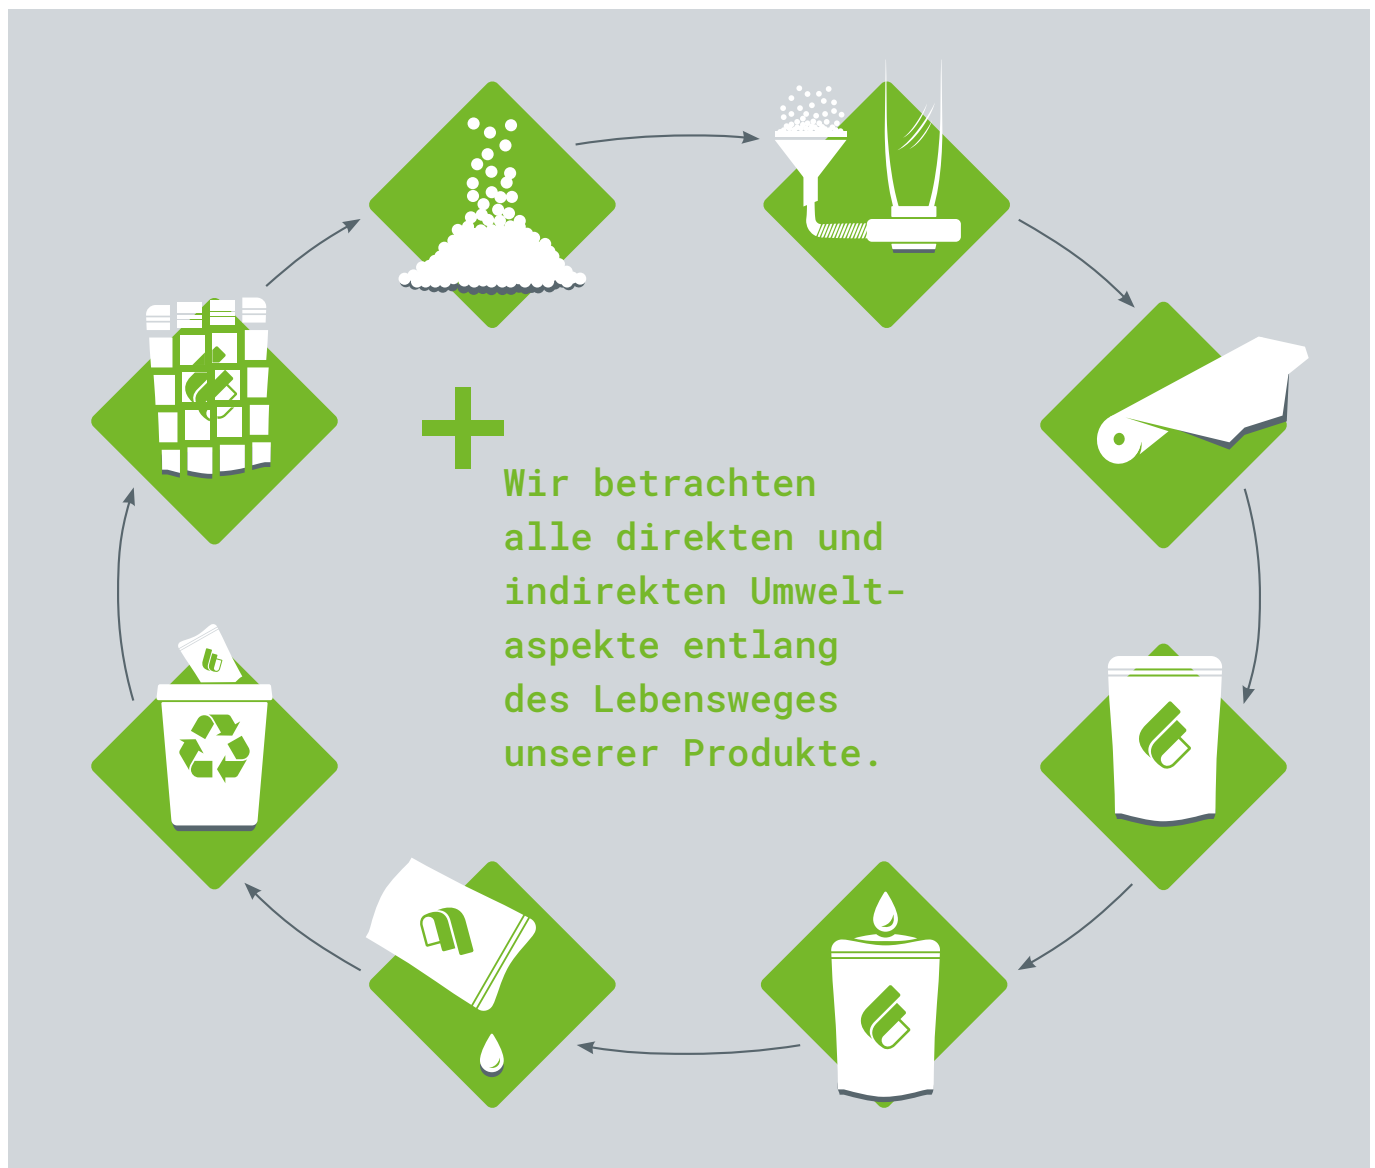 Wir betrachten
alle direkten und
indirekten Umwelt-
aspekte entlang
des Lebensweges
unserer Produkte.